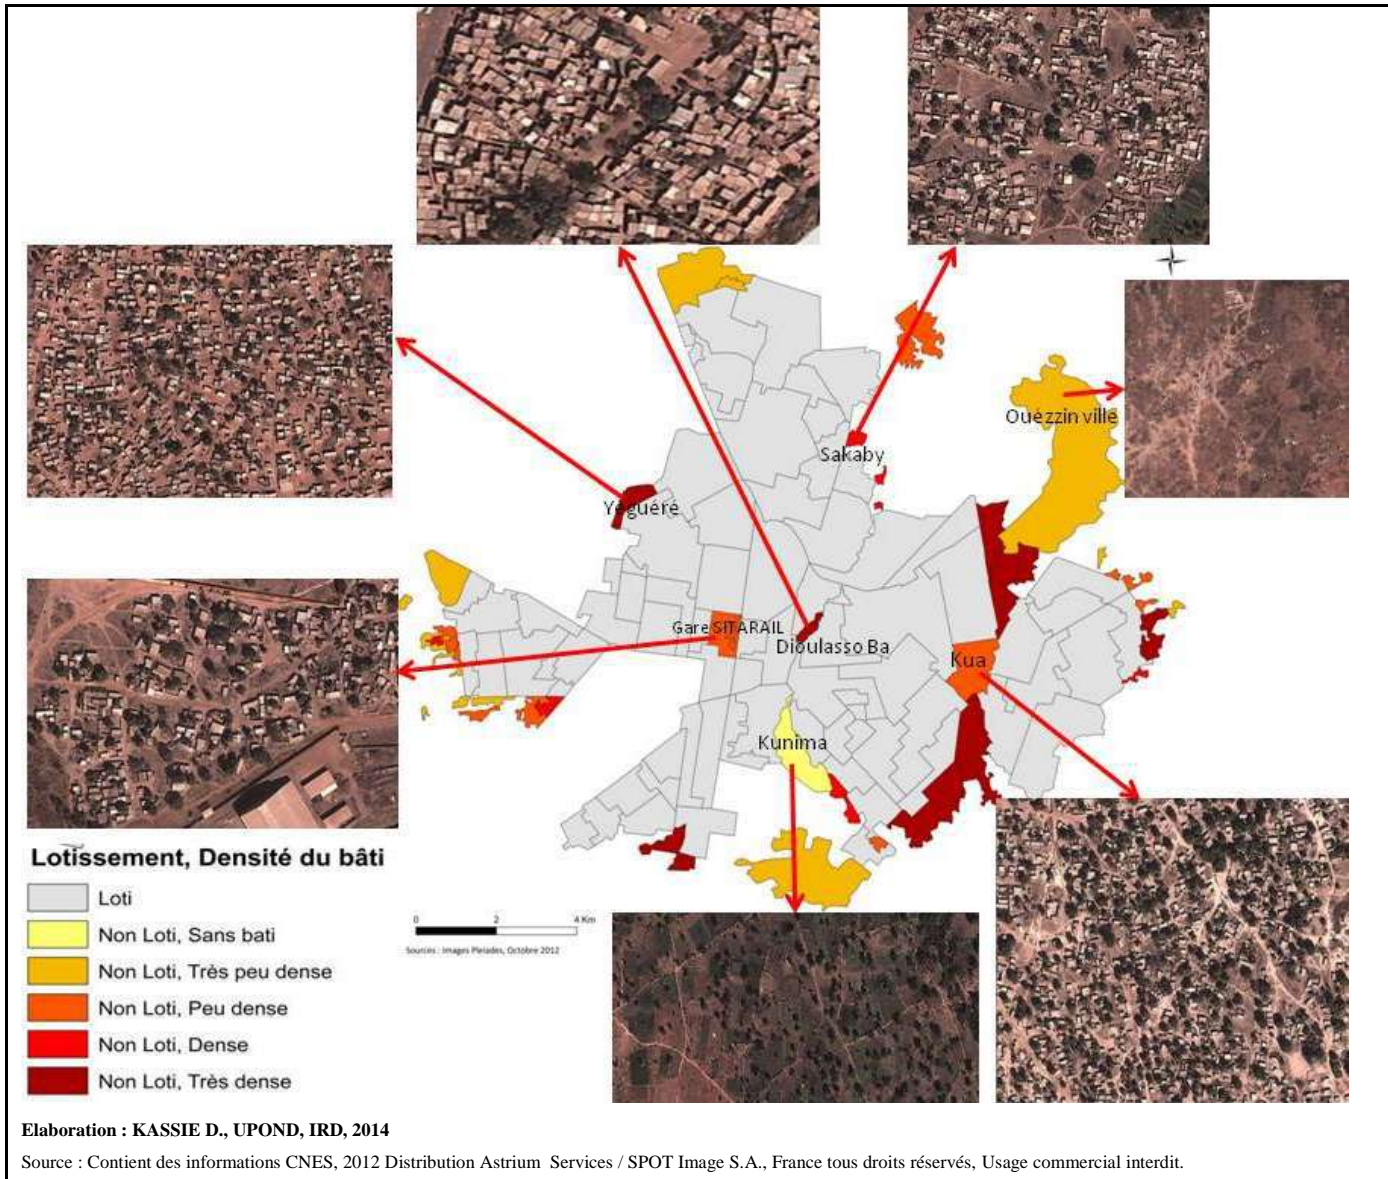 Ouézzin ville
Sakaby
Yéguéré
Gare SITARAIL
Dioulasso Ba
Kua
Kunima
Lotissement, Densité du bâti
Loti
Non Loti, Sans bati
Non Loti, Très peu dense
Non Loti, Peu dense
Non Loti, Dense
Non Loti, Très dense
0 2 4 Km
Sources : Images Pleiades, Octobre 2012
Elaboration : KASSIE D., UPOND, IRD, 2014
Source : Contient des informations CNES, 2012 Distribution Astrium Services / SPOT Image S.A., France tous droits réservés, Usage commercial interdit.